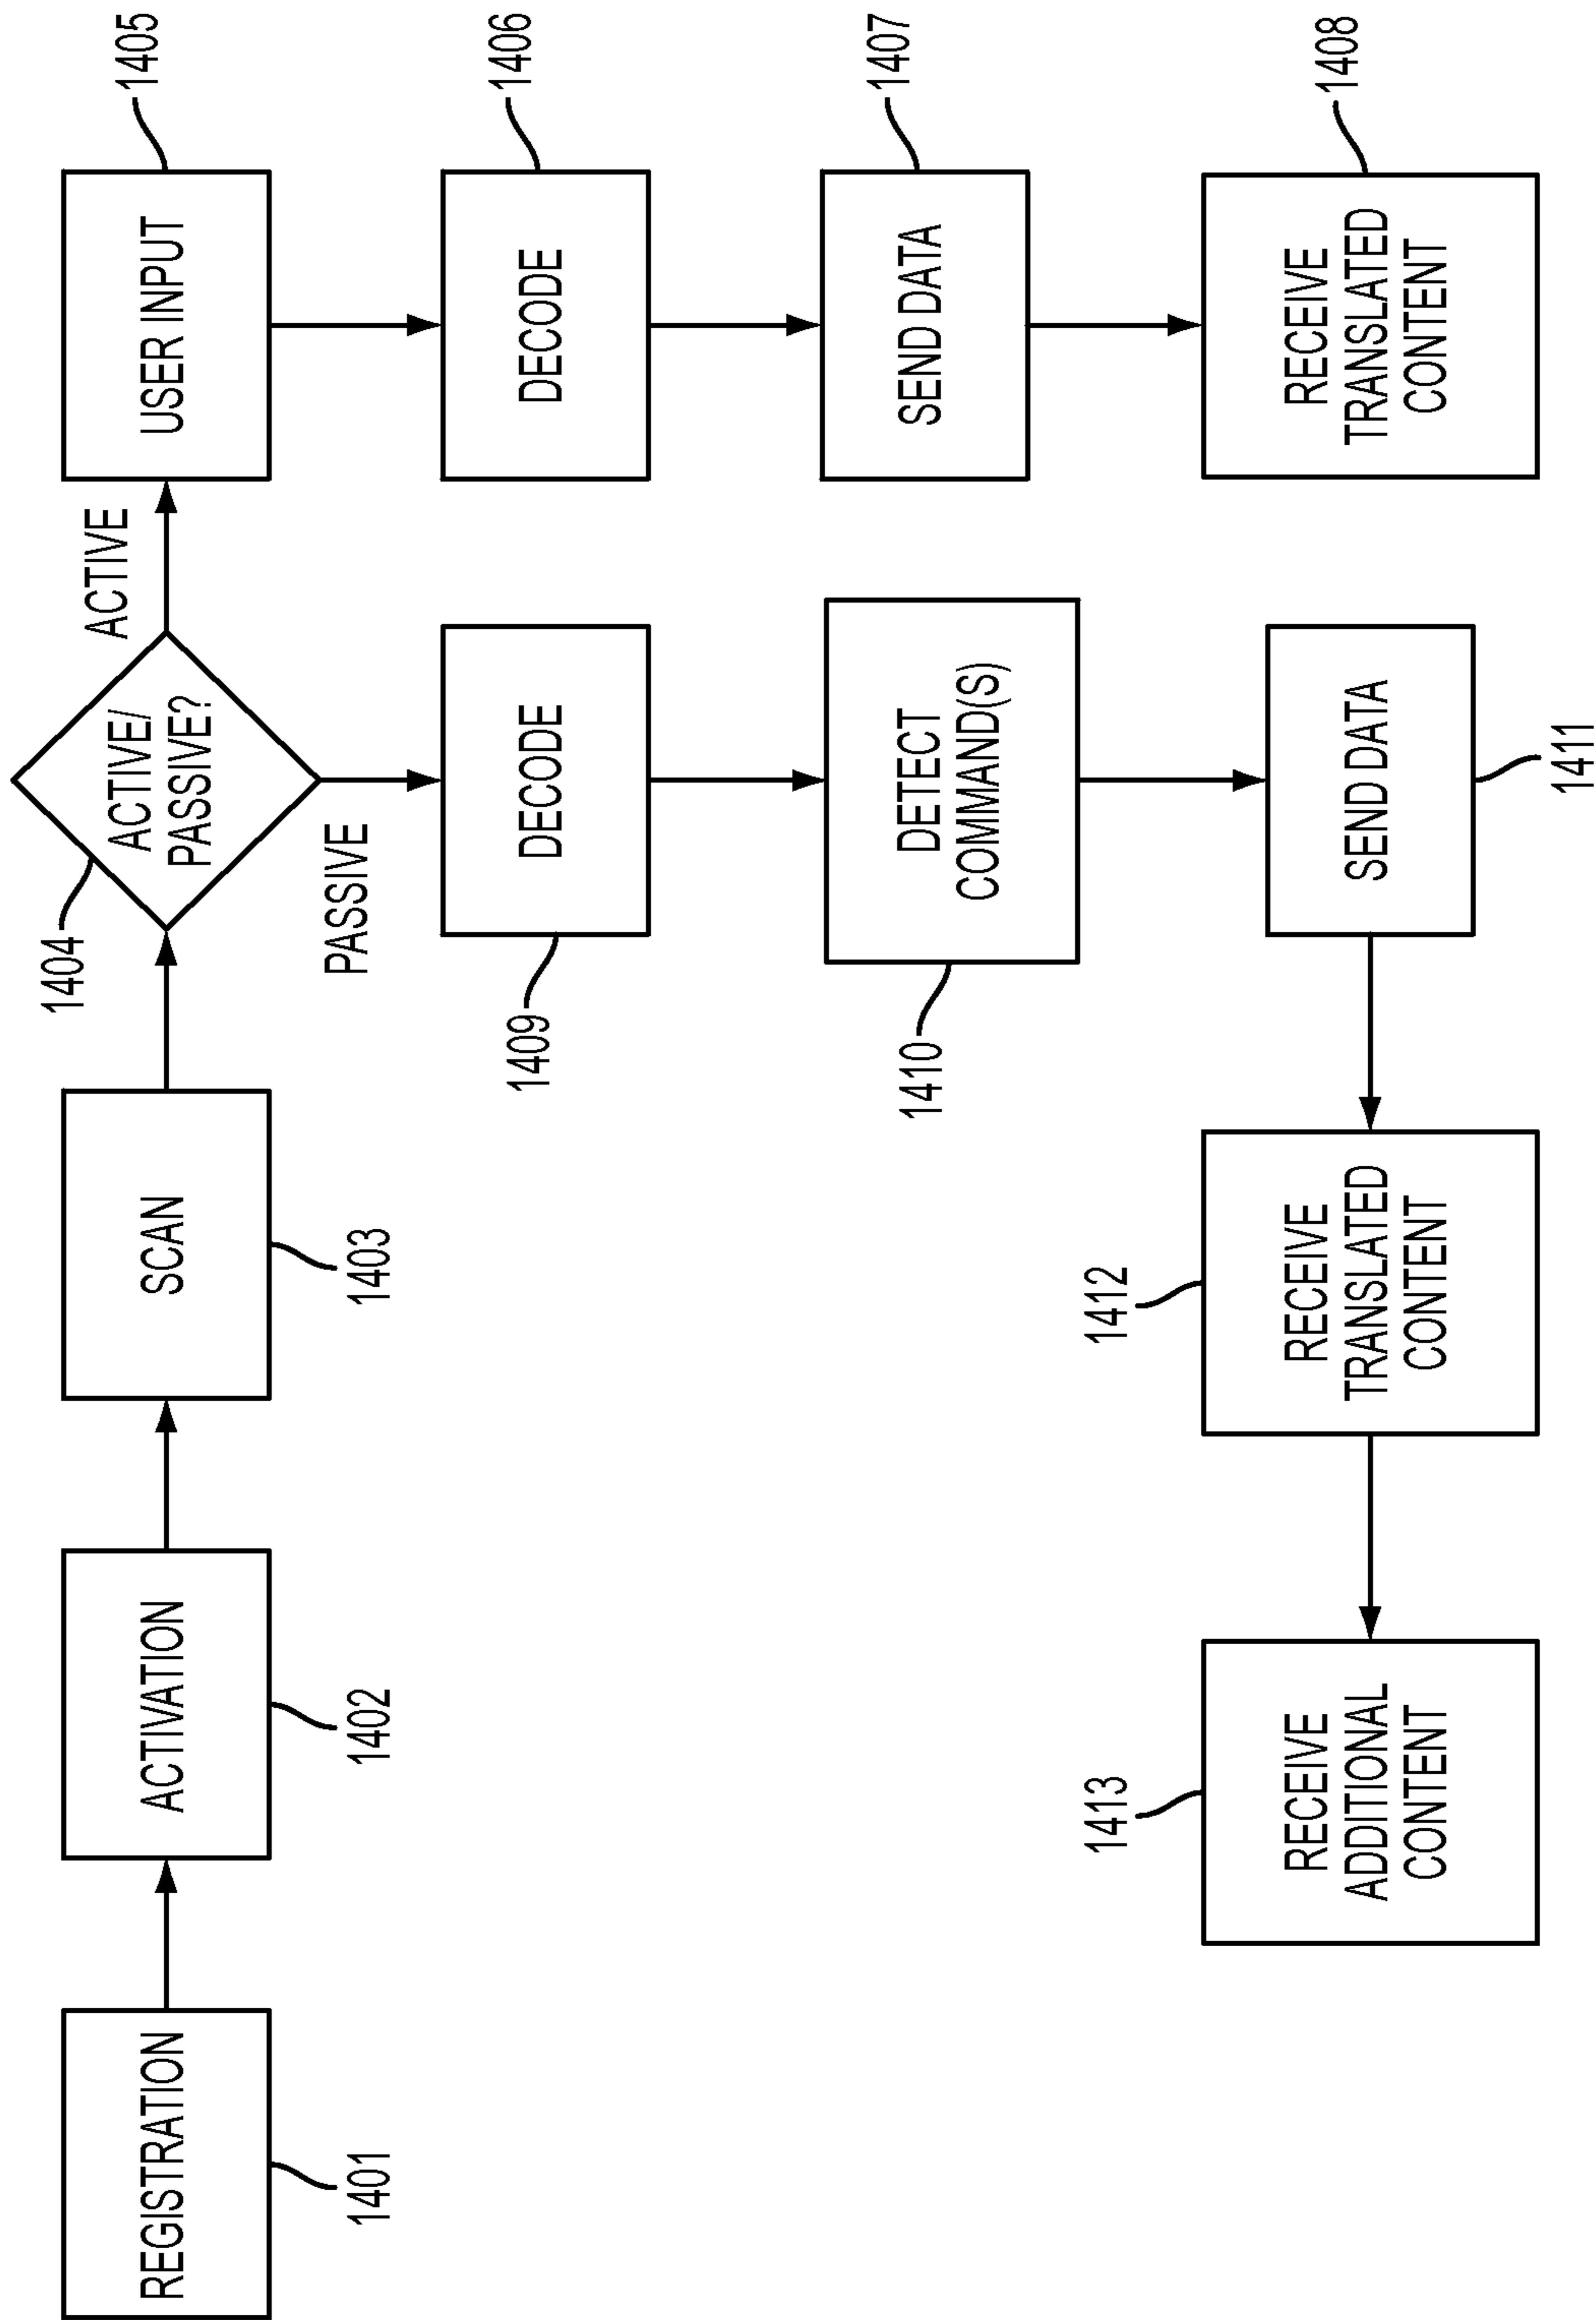 REGISTRATION
1401
ACTIVATION
1402
SCAN
1403
ACTIVE/
PASSIVE?
1404
ACTIVE
PASSIVE
USER INPUT
1405
DECODE
1406
SEND DATA
1407
RECEIVE
TRANSLATED
CONTENT
1408
DECODE
1409
DETECT
COMMAND(S)
1410
SEND DATA
1411
RECEIVE
TRANSLATED
CONTENT
1412
RECEIVE
ADDITIONAL
CONTENT
1413